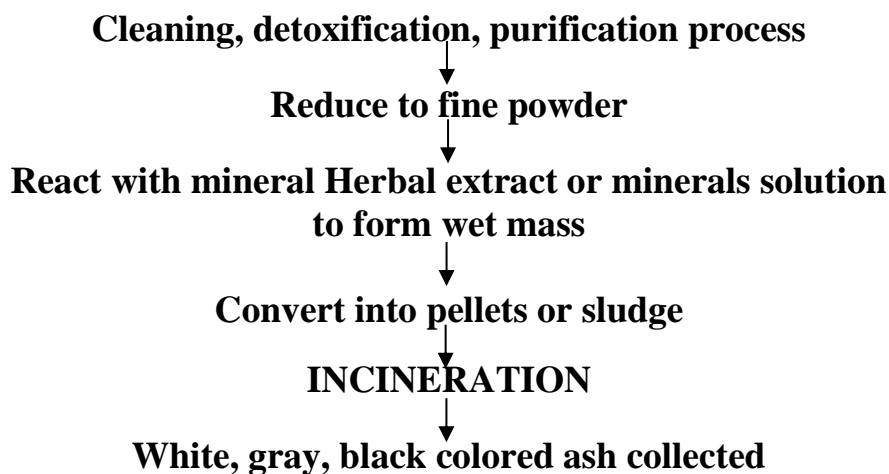 Cleaning, detoxification, purification process
Reduce to fine powder
React with mineral Herbal extract or minerals solution
to form wet mass
Convert into pellets or sludge
INCINERATION
White, gray, black colored ash collected